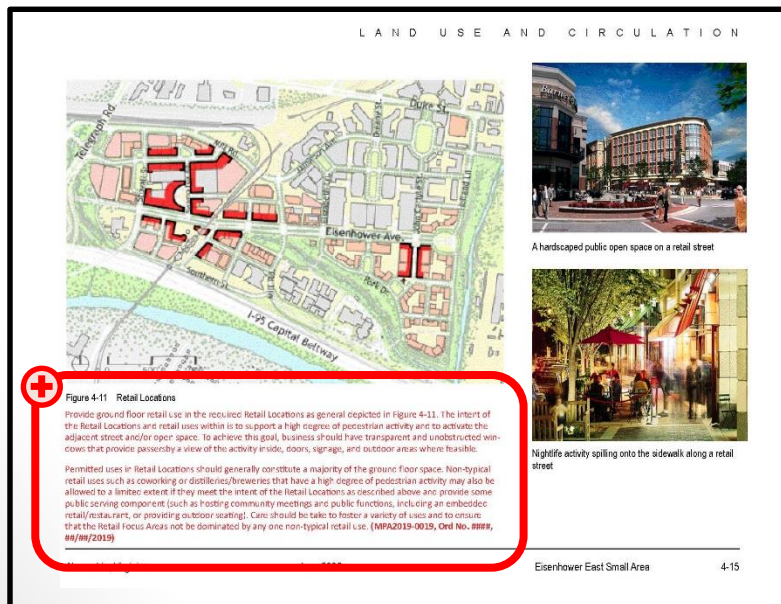 LAND USE AND CIRCULATION
Telegraph Rd.
Duke St.
Eisenhower Ave.
Park Dr.
Southern St.
I-95 Capital Beltway
A hardscaped public open space on a retail street
Nightlife activity spilling onto the sidewalk along a retail
street
Figure 4-11 Retail Locations
Provide ground floor retail use in the required Retail Locations as general depicted in Figure 4-11. The intent of
the Retail Locations and retail uses within is to support a high degree of pedestrian activity and to activate the
adjacent street and/or open space. To achieve this goal, business should have transparent and unobstructed win-
dows that provide passersby a view of the activity inside, doors, signage, and outdoor areas where feasible.
Permitted uses in Retail Locations should generally constitute a majority of the ground floor space. Non-typical
retail uses such as coworking or distilleries/breweries that have a high degree of pedestrian activity may also be
allowed to a limited extent if they meet the intent of the Retail Locations as described above and provide some
public serving component (such as hosting community meetings and public functions, including an embedded
retail/restaurant, or providing outdoor seating). Care should be take to foster a variety of uses and to ensure
that the Retail Focus Areas not be dominated by any one non-typical retail use. (MPA2019-0019, Ord No. ####,
##/##/2019)
Eisenhower East Small Area 4-15